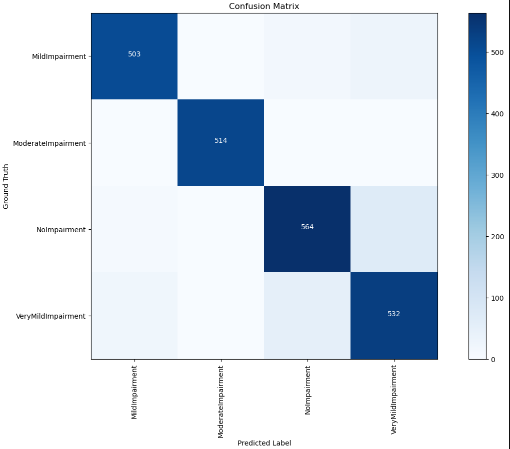 Confusion Matrix
MildImpairment
ModerateImpairment
NoImpairment
VeryMildImpairment
Ground Truth
503
514
564
532
MildImpairment
ModerateImpairment
NoImpairment
VeryMildImpairment
Predicted Label
500
400
300
200
100
0